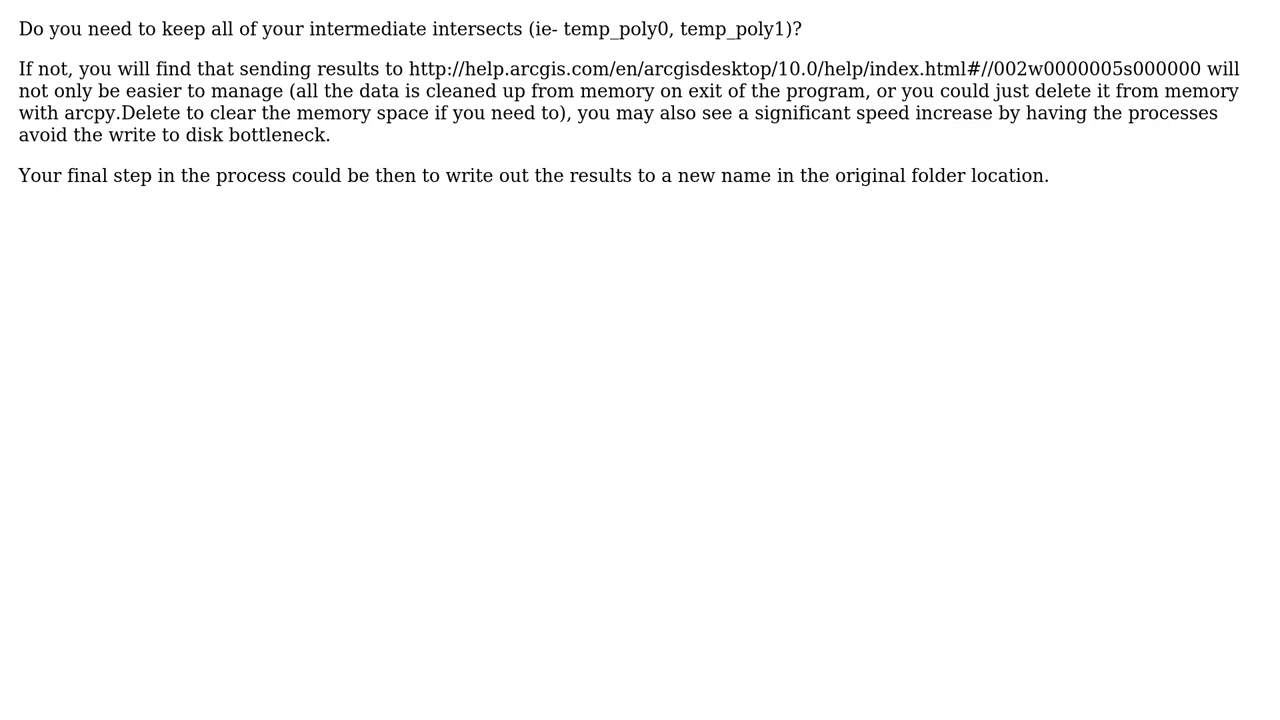 Do you need to keep all of your intermediate intersects (ie- temp_poly0, temp_poly1)?
If not, you will find that sending results to http://help.arcgis.com/en/arcgisdesktop/10.0/help/index.html#//002w0000005s000000 will
not only be easier to manage (all the data is cleaned up from memory on exit of the program, or you could just delete it from memory
with arcpy.Delete to clear the memory space if you need to), you may also see a significant speed increase by having the processes
avoid the write to disk bottleneck.
Your final step in the process could be then to write out the results to a new name in the original folder location.